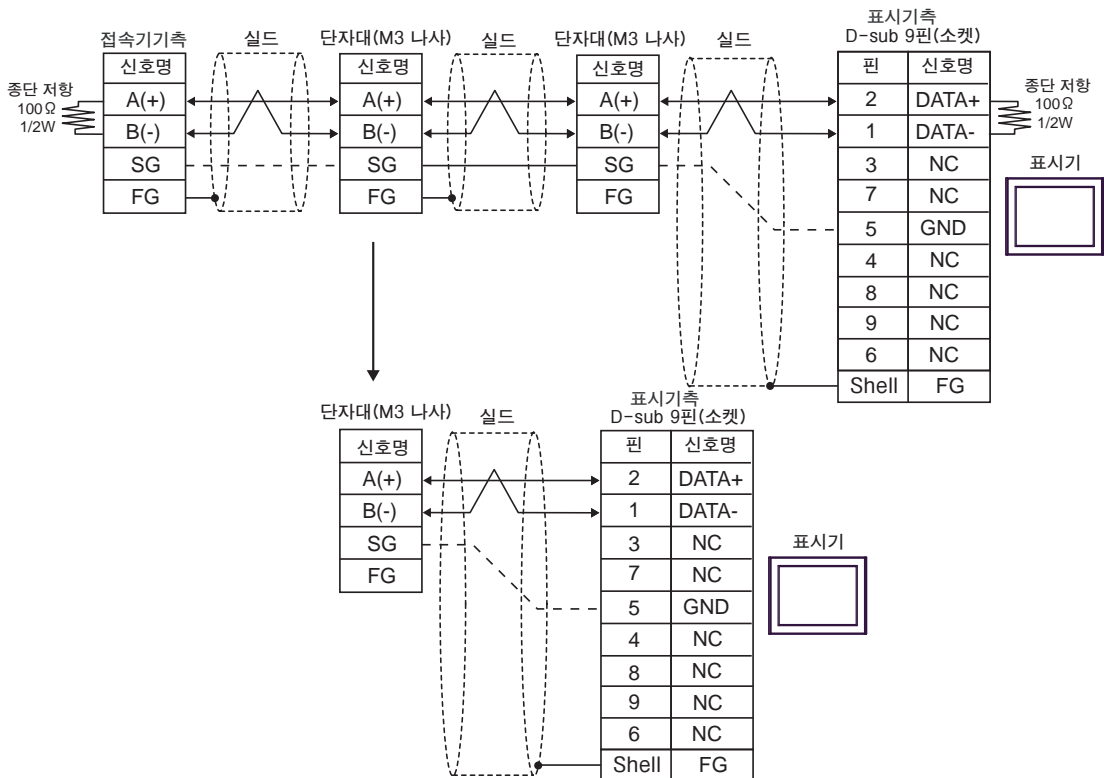 표시기측
D-sub 9핀(소켓)
접속기기측
실드
단자대(M3 나사)
실드
단자대(M3 나사)
실드
신호명
신호명
신호명
핀 신호명
종단 저항
100Ω
1/2W
A(+)
A(+)
A(+)
2 DATA+
종단 저항
100Ω
1/2W
B(-)
B(-)
B(-)
1 DATA-
SG
SG
SG
3 NC
표시기
FG
FG
FG
7 NC
5 GND
4 NC
8 NC
9 NC
6 NC
Shell FG
단자대(M3 나사)
실드
표시기측
D-sub 9핀(소켓)
신호명
핀 신호명
A(+)
2 DATA+
B(-)
1 DATA-
SG
3 NC
표시기
FG
7 NC
5 GND
4 NC
8 NC
9 NC
6 NC
Shell FG